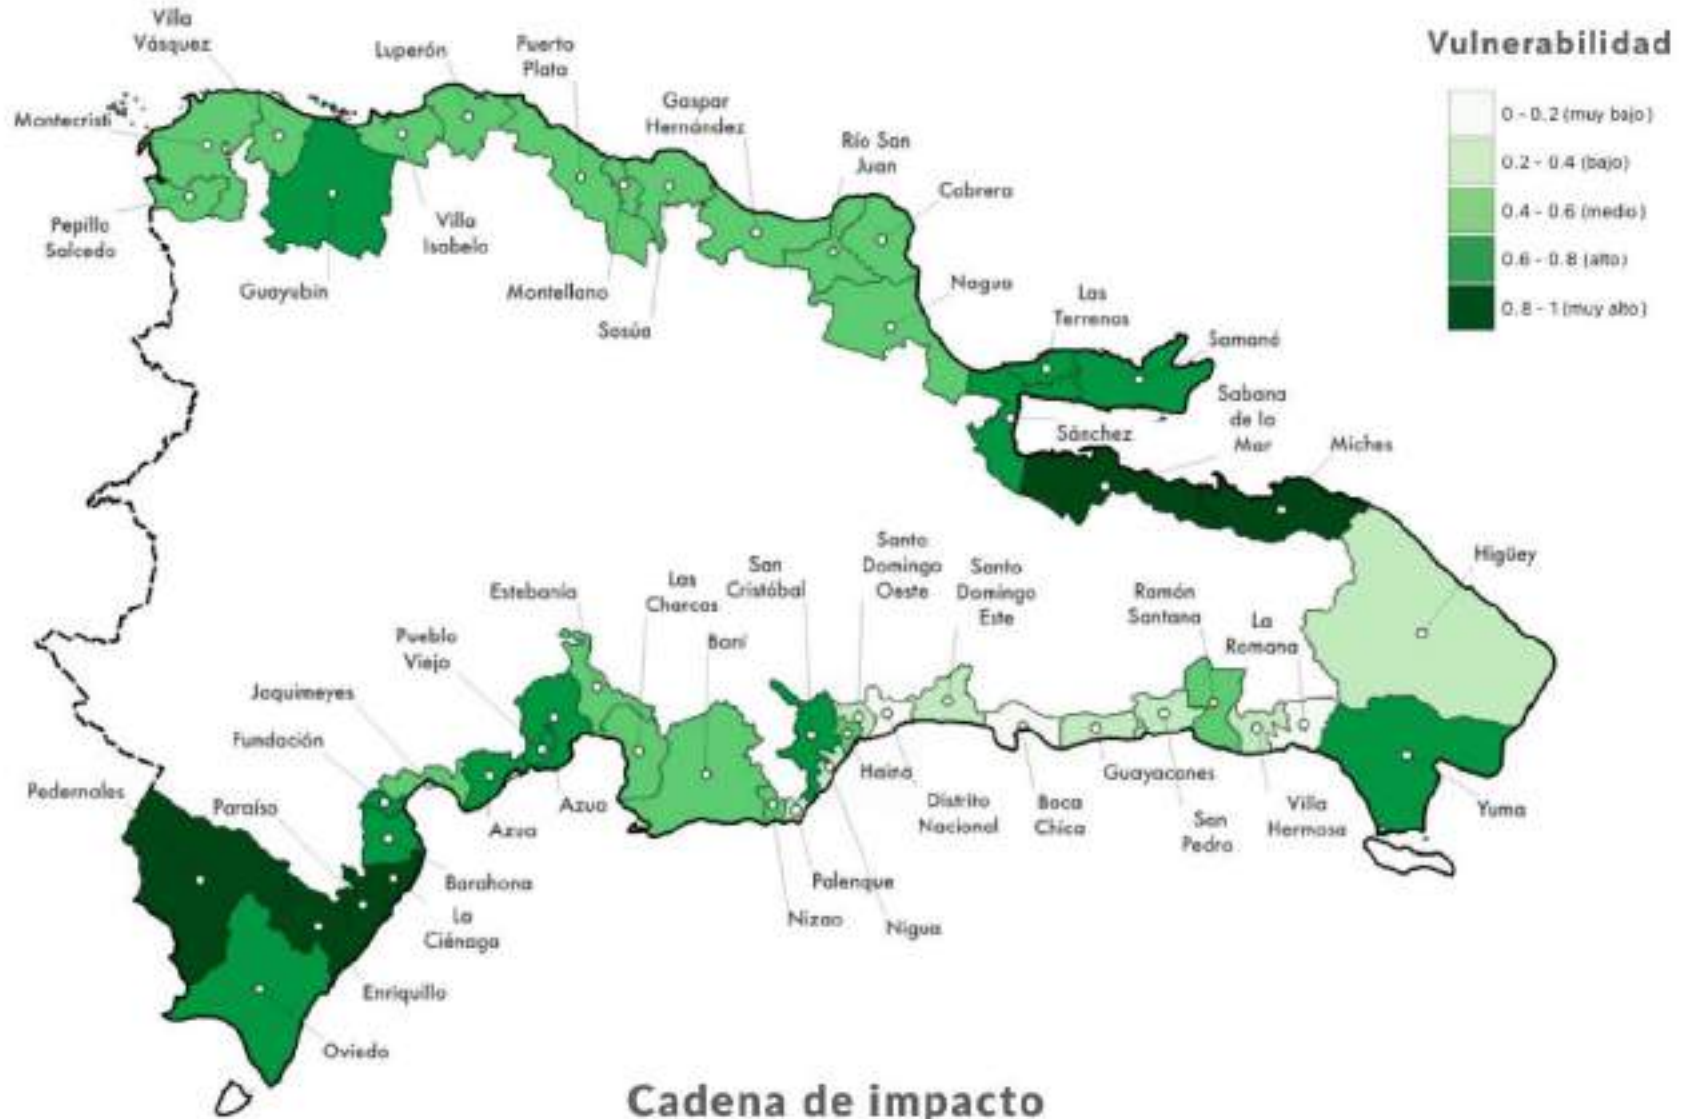 Villa
Vásquez
Luperón
Puerto
Plata
Gaspar
Hernández
Río San
Juan
Cabrera
Montecristi
Pepillo
Salcedo
Guayubin
Villa
Isabela
Montellano
Sosúa
Nagua
Las
Terrenas
Samaná
Sabana
de la
Mar
Sánchez
Miches
Higüey
Vulnerabilidad
0 - 0.2 (muy bajo)
0.2 - 0.4 (bajo)
0.4 - 0.6 (medio)
0.6 - 0.8 (alto)
0.8 - 1 (muy alto)
Estebanía
Las
Charcas
San
Cristóbal
Santo
Domingo
Oeste
Santo
Domingo
Este
Ramón
Santana
La
Romana
Pueblo
Viejo
Baní
Jaquimeyes
Fundación
Pedernales
Paraíso
Azua
Azua
Haina
Distrito
Nacional
Boca
Chica
Guayacanes
San
Pedro
Villa
Hermosa
Yuma
Barahona
La
Ciénaga
Enriquillo
Oviedo
Palenque
Nizao
Nigua
Cadena de impacto